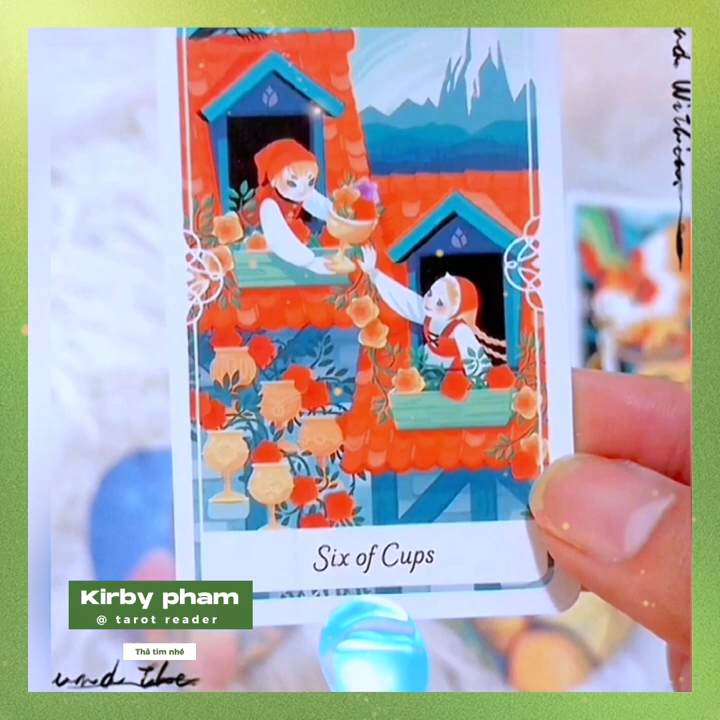 Six of Cups
Kirby pham
@ tarot reader
Thả tim nhé